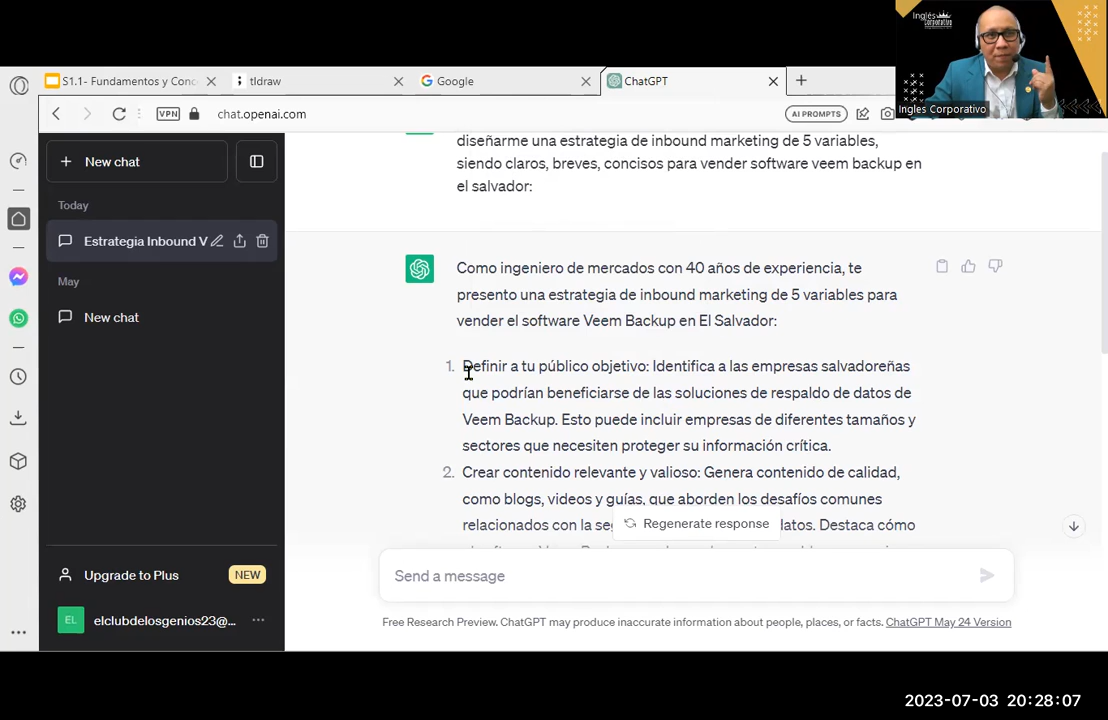 Inglés
Corporativo
Ingles Corporativo
S1.1- Fundamentos y Conc
tldraw
Google
ChatGPT
VPN
chat.openai.com
AI PROMPTS
New chat
Today
Estrategia Inbound V
May
New chat
Upgrade to Plus
NEW
EL
elclubdelosgenios23@...
diseñarme una estrategia de inbound marketing de 5 variables,
siendo claros, breves, concisos para vender software veem backup en
el salvador:
Como ingeniero de mercados con 40 años de experiencia, te
presento una estrategia de inbound marketing de 5 variables para
vender el software Veem Backup en El Salvador:
1. Definir a tu público objetivo: Identifica a las empresas salvadoreñas
que podrían beneficiarse de las soluciones de respaldo de datos de
Veem Backup. Esto puede incluir empresas de diferentes tamaños y
sectores que necesiten proteger su información crítica.
2. Crear contenido relevante y valioso: Genera contenido de calidad,
como blogs, videos y guías, que aborden los desafíos comunes
relacionados con la datos. Destaca cómo
Regenerate response
Send a message
Free Research Preview. ChatGPT may produce inaccurate information about people, places, or facts. ChatGPT May 24 Version
2023-07-03 20:28:07